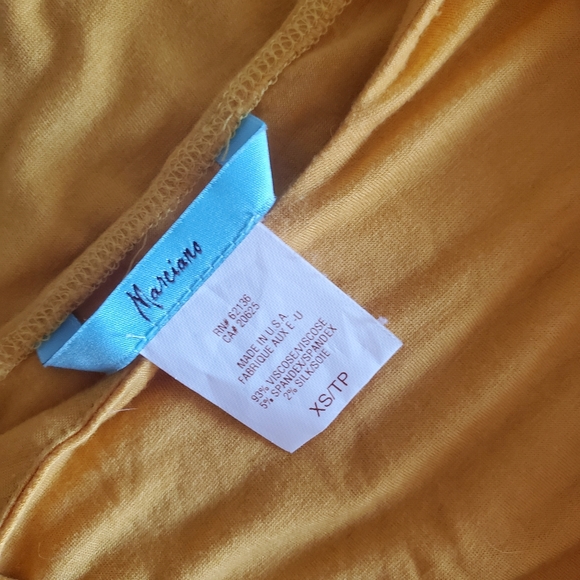 Marciano
RN# 62136
CA# 20625
MADE IN U.S.A
FABRIQUE AUX E-U
93% VISCOSE/VISCOSE
5% SPANDEX/SPANDEX
2% SILK/SOIE
XS/TP